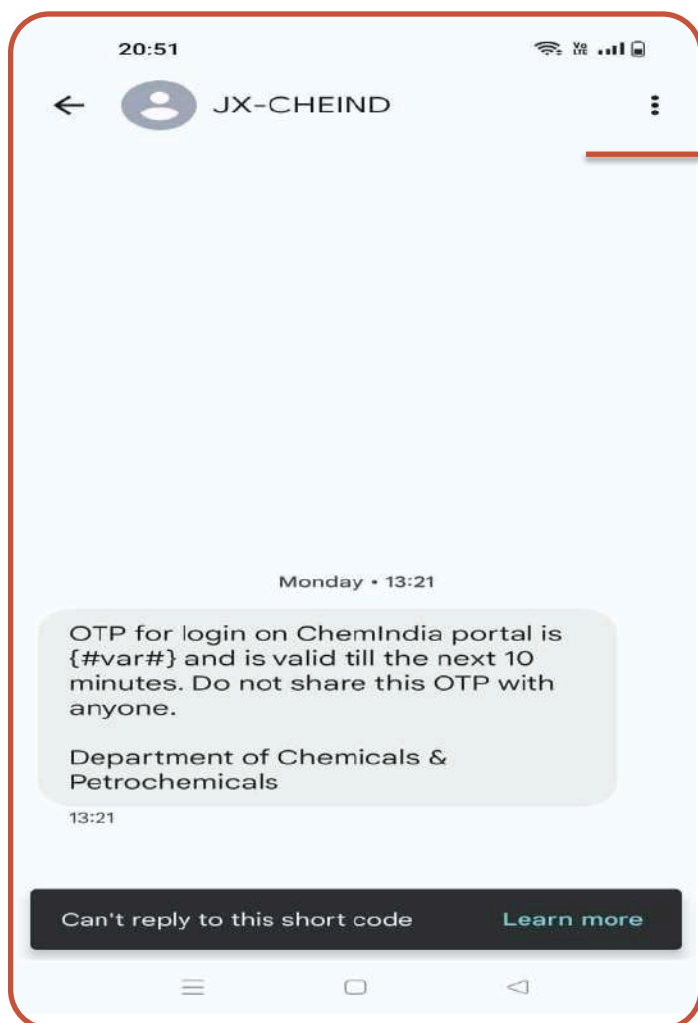 20:51
Vo LTE
JX-CHEIND
Monday • 13:21
OTP for login on ChemIndia portal is
{#var#} and is valid till the next 10
minutes. Do not share this OTP with
anyone.
Department of Chemicals &
Petrochemicals
13:21
Can't reply to this short code Learn more